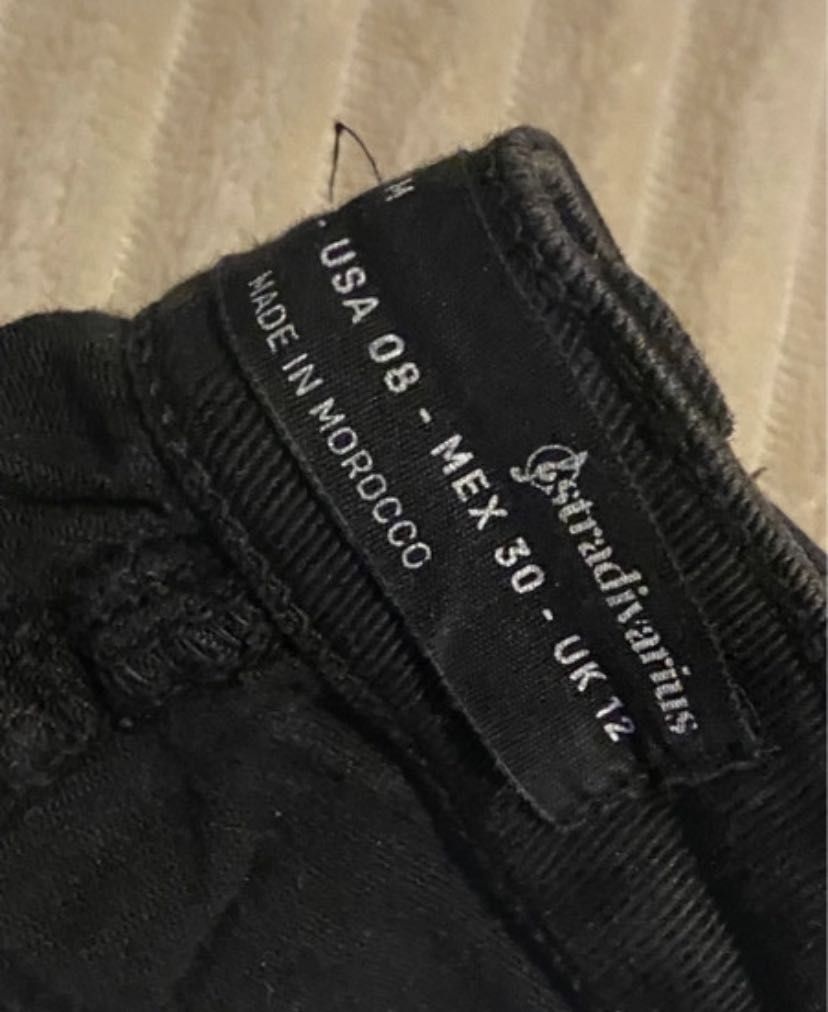 stradivarius
M
USA 08 - MEX 30 - UK 12
MADE IN MOROCCO